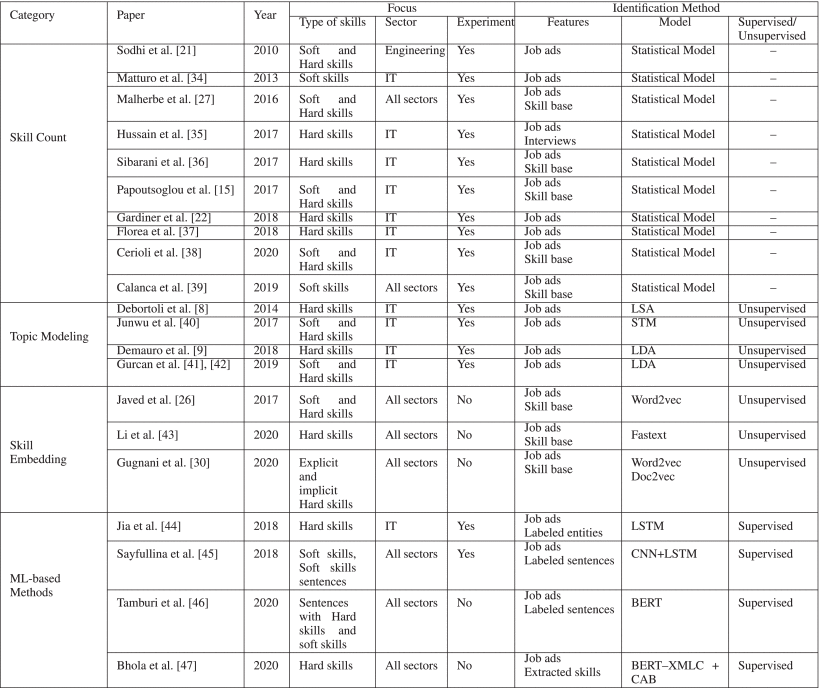 Category Paper Year Focus Identification Method
Type of skills Sector Experiment Features Model Supervised/
Unsupervised
Skill Count
Sodhi et al. [21] 2010 Soft and Engineering Yes Job ads Statistical Model –
Hard skills
Matturo et al. [34] 2013 Soft skills IT Yes Job ads Statistical Model –
Malherbe et al. [27] 2016 Soft and All sectors Yes Job ads Statistical Model –
Hard skills Skill base
Hussain et al. [35] 2017 Hard skills IT Yes Job ads Statistical Model –
Interviews
Sibarani et al. [36] 2017 Hard skills IT Yes Job ads Statistical Model –
Skill base
Papoutsoglou et al. [15] 2017 Soft and IT Yes Job ads Statistical Model –
Hard skills Skill base
Gardiner et al. [22] 2018 Hard skills IT Yes Job ads Statistical Model –
Florea et al. [37] 2018 Hard skills IT Yes Job ads Statistical Model –
Cerioli et al. [38] 2020 Soft and IT Yes Job ads Statistical Model –
Hard skills Skill base
Calanca et al. [39] 2019 Soft skills All sectors Yes Job ads Statistical Model –
Skill base
Topic Modeling
Debortoli et al. [8] 2014 Hard skills IT Yes Job ads LSA Unsupervised
Junwu et al. [40] 2017 Soft and IT Yes Job ads STM Unsupervised
Hard skills
Demauro et al. [9] 2018 Hard skills IT Yes Job ads LDA Unsupervised
Gurcan et al. [41], [42] 2019 Soft and IT Yes Job ads LDA Unsupervised
Hard skills
Skill
Embedding
Javed et al. [26] 2017 Soft and All sectors No Job ads Word2vec Unsupervised
Hard skills Skill base
Li et al. [43] 2020 Hard skills All sectors No Job ads Fastext Unsupervised
Skill base
Gugnani et al. [30] 2020 Explicit All sectors No Job ads Word2vec Unsupervised
and Skill base Doc2vec
implicit
Hard skills
ML-based
Methods
Jia et al. [44] 2018 Hard skills IT Yes Job ads LSTM Supervised
Labeled entities
Sayfullina et al. [45] 2018 Soft skills, All sectors Yes Job ads CNN+LSTM Supervised
Soft skills Labeled sentences
sentences
Tamburi et al. [46] 2020 Sentences All sectors No Job ads BERT Supervised
with Hard Labeled sentences
skills and
soft skills
Bhola et al. [47] 2020 Hard skills All sectors No Job ads BERT–XMLC + Supervised
Extracted skills CAB